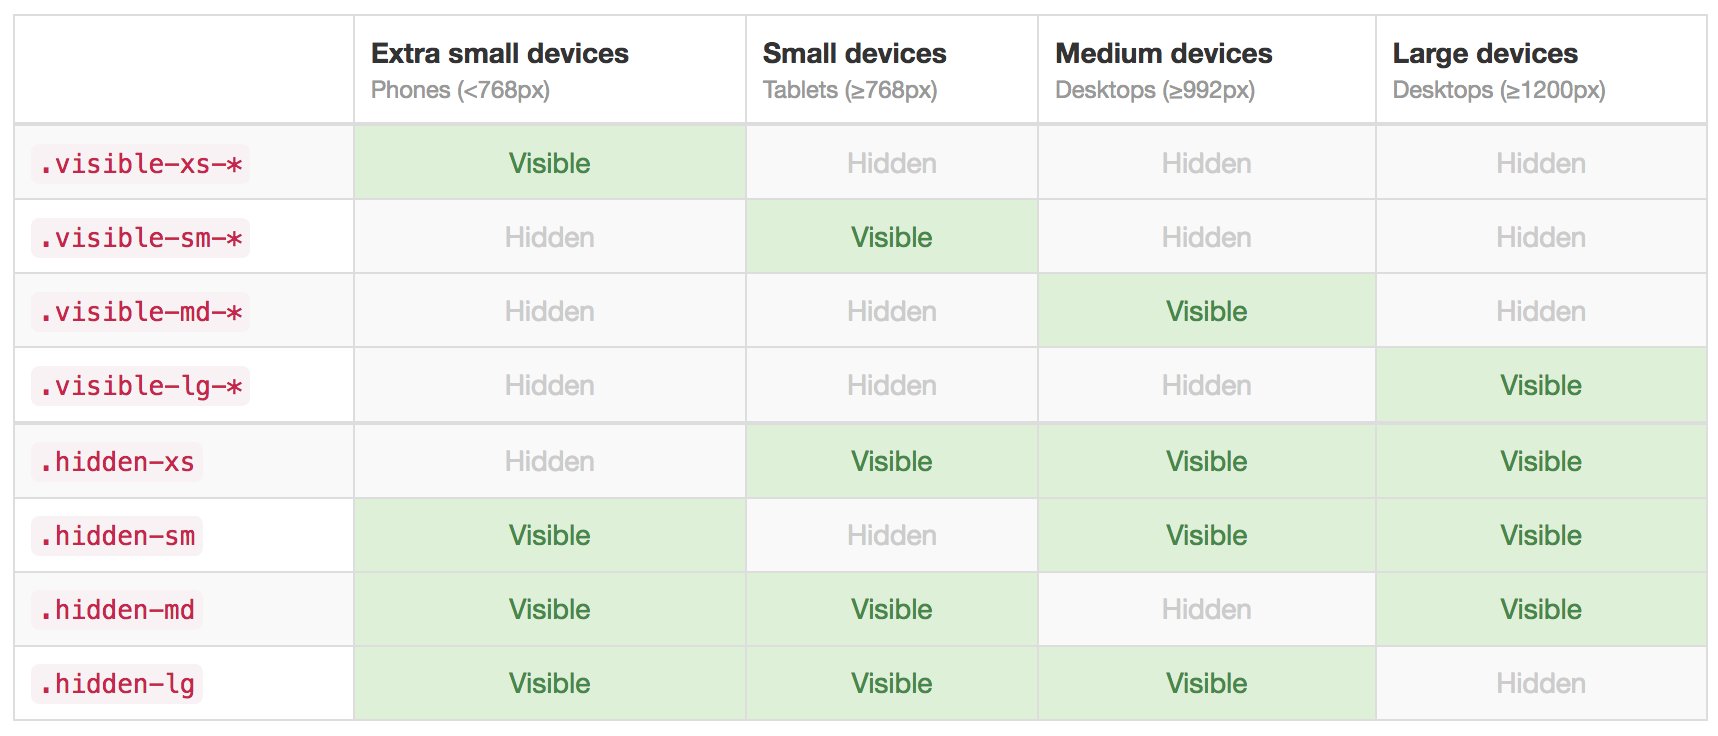 Extra small devices Small devices Medium devices Large devices
Phones (<768px) Tablets (≥768px) Desktops (≥992px) Desktops (≥1200px)
.visible-xs-* Visible Hidden Hidden Hidden
.visible-sm-* Hidden Visible Hidden Hidden
.visible-md-* Hidden Hidden Visible Hidden
.visible-lg-* Hidden Hidden Hidden Visible
.hidden-xs Hidden Visible Visible Visible
.hidden-sm Visible Hidden Visible Visible
.hidden-md Visible Visible Hidden Visible
.hidden-lg Visible Visible Visible Hidden